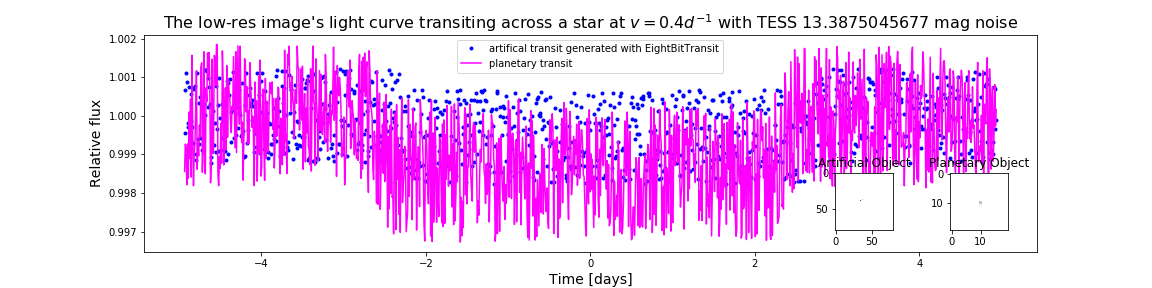 The low-res image's light curve transiting across a star at v = 0.4d⁻¹ with TESS 13.3875045677 mag noise
artifical transit generated with EightBitTransit
planetary transit
Relative flux
1.002
1.001
1.000
0.999
0.998
0.997
−4
−2
0
2
4
Time [days]
Artificial Object
0
50
0
50
Planetary Object
0
10
0
10